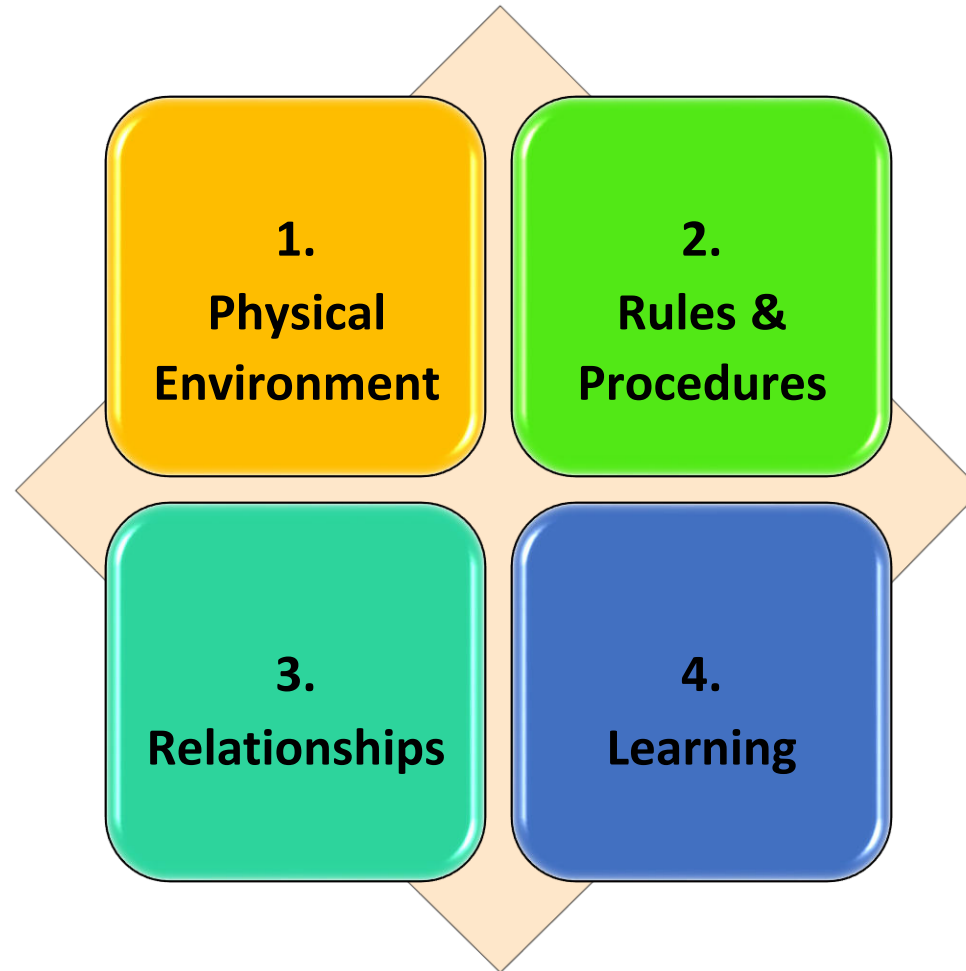 1.
Physical
Environment
2.
Rules &
Procedures
3.
Relationships
4.
Learning